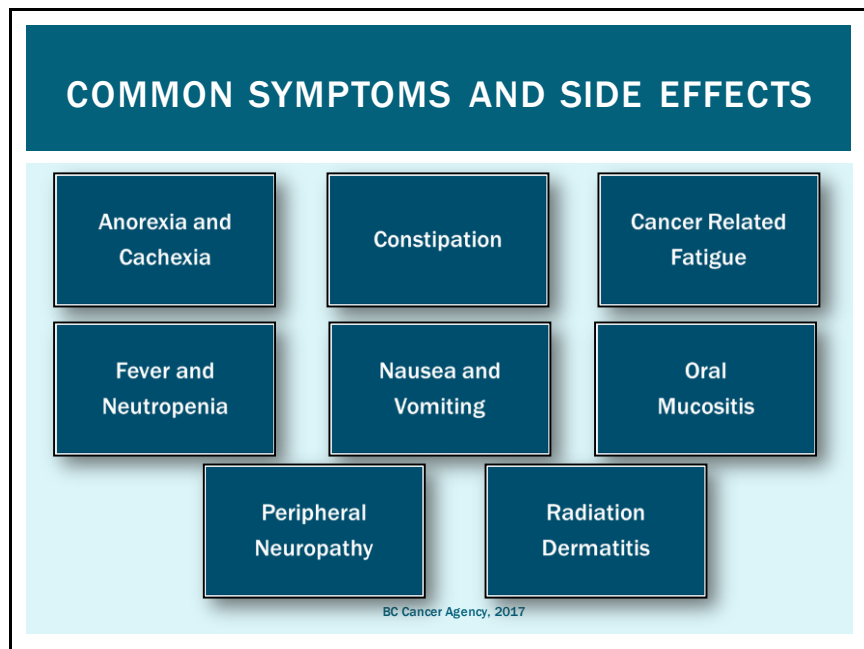 COMMON SYMPTOMS AND SIDE EFFECTS
Anorexia and
Cachexia
Constipation
Cancer Related
Fatigue
Fever and
Neutropenia
Nausea and
Vomiting
Oral
Mucositis
Peripheral
Neuropathy
Radiation
Dermatitis
BC Cancer Agency, 2017